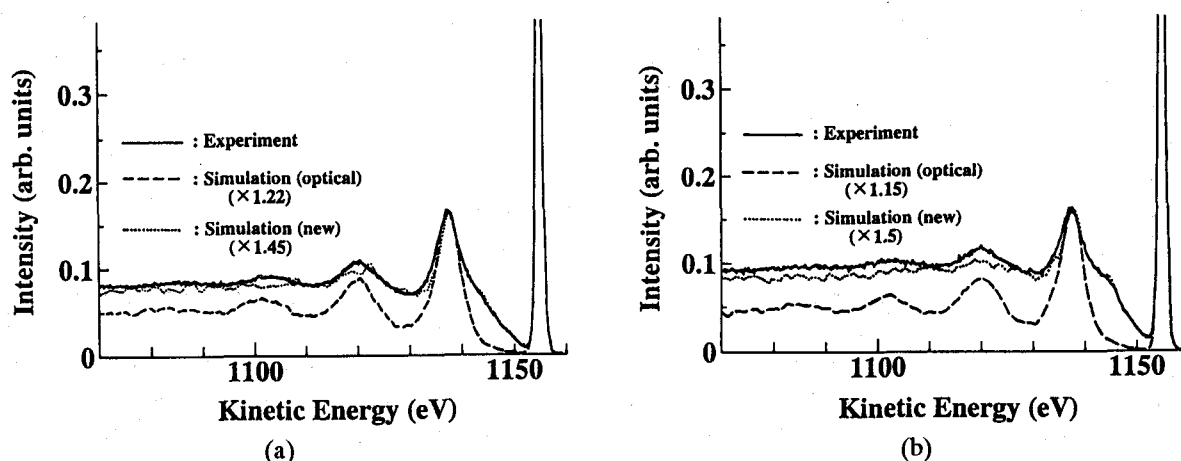 Intensity (arb. units)
0.3
0.2
0.1
0
: Experiment
: Simulation (optical)
(×1.22)
: Simulation (new)
(×1.45)
1100
1150
Kinetic Energy (eV)
(a)
Intensity (arb. units)
0.3
0.2
0.1
0
: Experiment
: Simulation (optical)
(×1.15)
: Simulation (new)
(×1.5)
1100
1150
Kinetic Energy (eV)
(b)